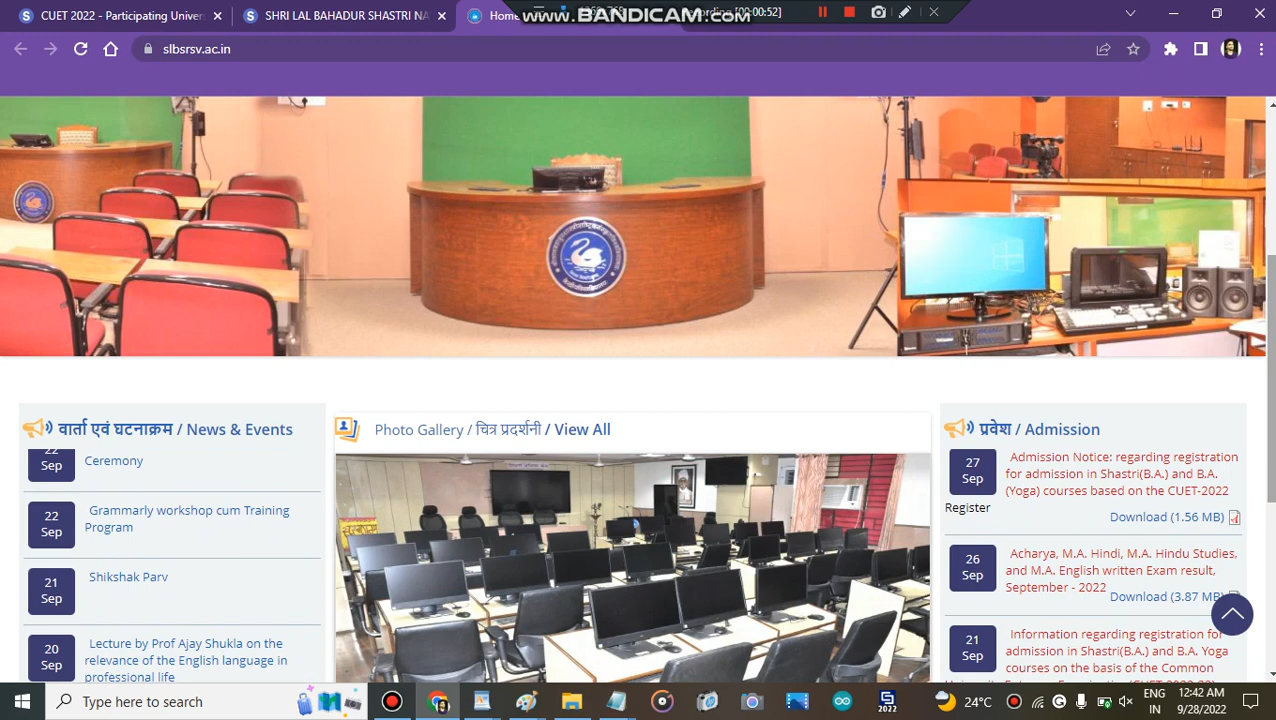 CUET 2022 - Participating Univer
SHRI LAL BAHADUR SHASTRI NA
Home
www.BANDICAM.com
Recording [00:00:52]
slbsrsv.ac.in
वार्ता एवं घटनाक्रम / News & Events
22
Sep
Ceremony
22
Sep
Grammarly workshop cum Training
Program
21
Sep
Shikshak Parv
20
Sep
Lecture by Prof Ajay Shukla on the
relevance of the English language in
professional life
Photo Gallery / चित्र प्रदर्शनी / View All
प्रवेश / Admission
27
Sep
Admission Notice: regarding registration
for admission in Shastri(B.A.) and B.A.
(Yoga) courses based on the CUET-2022
Register
Download (1.56 MB)
26
Sep
Acharya, M.A. Hindi, M.A. Hindu Studies,
and M.A. English written Exam result,
September - 2022
Download (3.87 MB)
21
Sep
Information regarding registration for
admission in Shastri(B.A.) and B.A. Yoga
courses on the basis of the Common
Type here to search
2022
24°C
ENG
IN
12:42 AM
9/28/2022